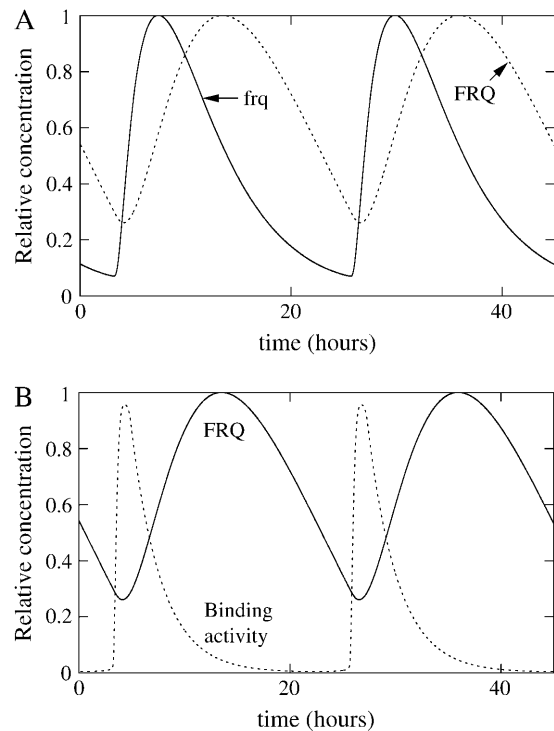 A
1
0.8
0.6
0.4
0.2
0
Relative concentration
frq
FRQ
0
20
40
time (hours)
B
1
0.8
0.6
0.4
0.2
0
Relative concentration
FRQ
Binding
activity
0
20
40
time (hours)